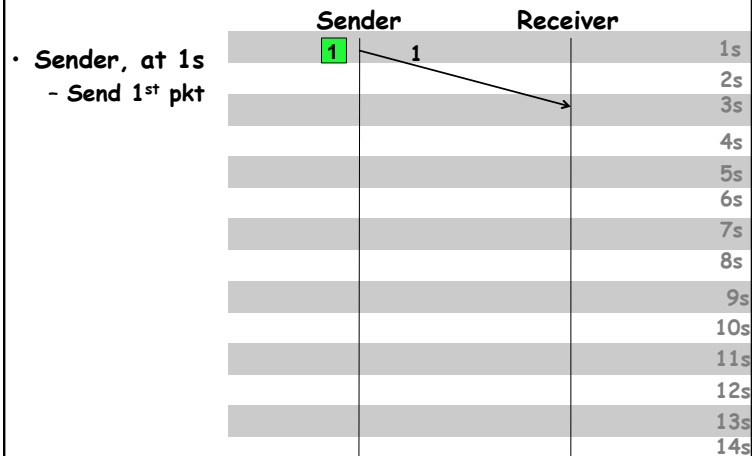 Sender Receiver
• Sender, at 1s
– Send 1st pkt
1 1
1s
2s
3s
4s
5s
6s
7s
8s
9s
10s
11s
12s
13s
14s